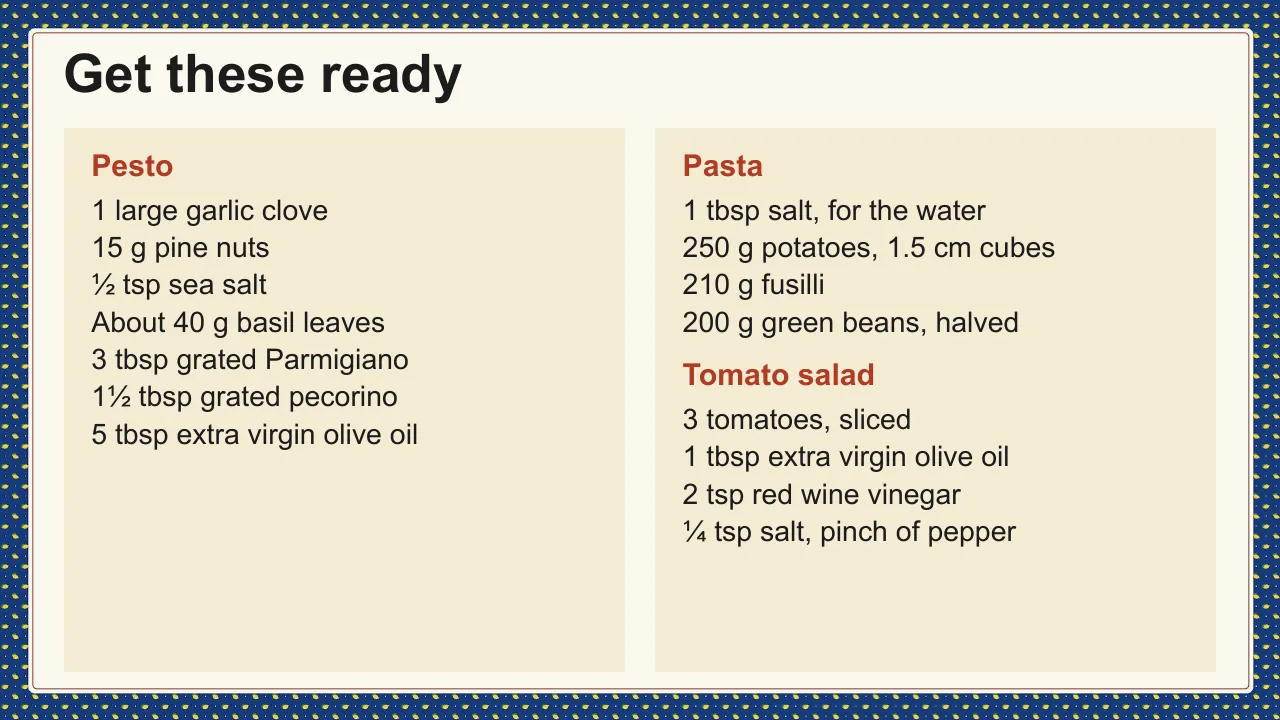 Get these ready
Pesto
1 large garlic clove
15 g pine nuts
½ tsp sea salt
About 40 g basil leaves
3 tbsp grated Parmigiano
1½ tbsp grated pecorino
5 tbsp extra virgin olive oil
Pasta
1 tbsp salt, for the water
250 g potatoes, 1.5 cm cubes
210 g fusilli
200 g green beans, halved
Tomato salad
3 tomatoes, sliced
1 tbsp extra virgin olive oil
2 tsp red wine vinegar
¼ tsp salt, pinch of pepper